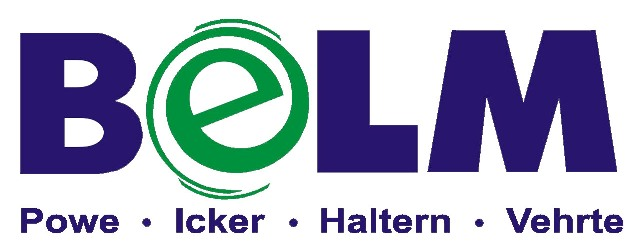 BeLM
Powe • Icker • Haltern • Vehrte